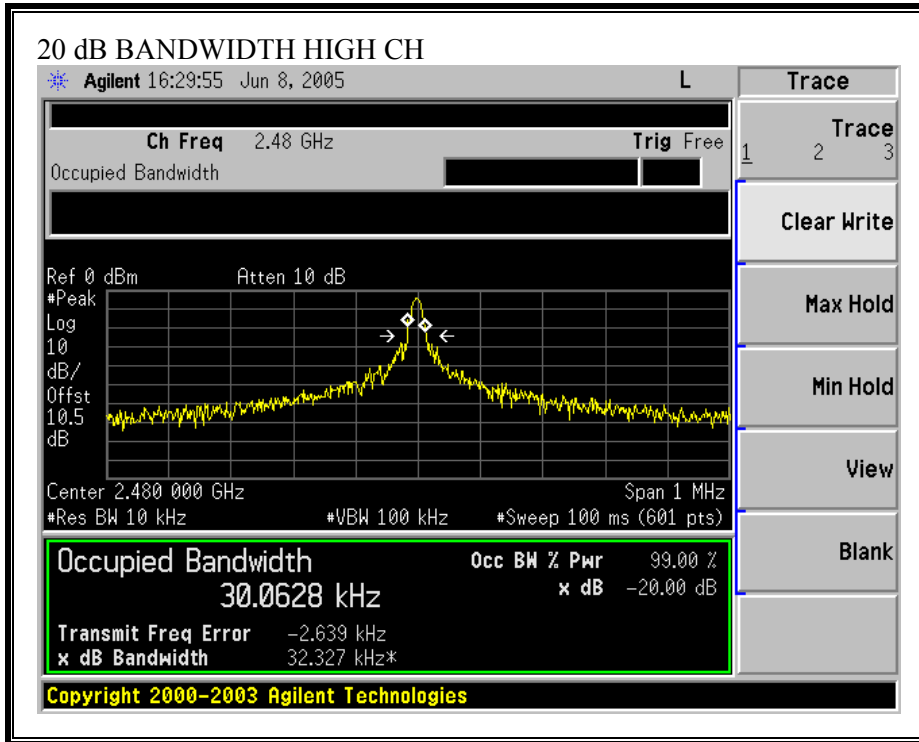 20 dB BANDWIDTH HIGH CH
Agilent 16:29:55 Jun 8, 2005 L
Trace
Ch Freq 2.48 GHz Trig Free
Occupied Bandwidth
Trace
1 2 3
Clear Write
Ref 0 dBm Atten 10 dB
#Peak
Log
10
dB/
Offst
10.5
dB
Max Hold
Min Hold
View
Center 2.480 000 GHz Span 1 MHz
#Res BW 10 kHz #VBW 100 kHz #Sweep 100 ms (601 pts)
Blank
Occupied Bandwidth Occ BW % Pwr 99.00 %
30.0628 kHz x dB -20.00 dB
Transmit Freq Error -2.639 kHz
x dB Bandwidth 32.327 kHz*
Copyright 2000-2003 Agilent Technologies